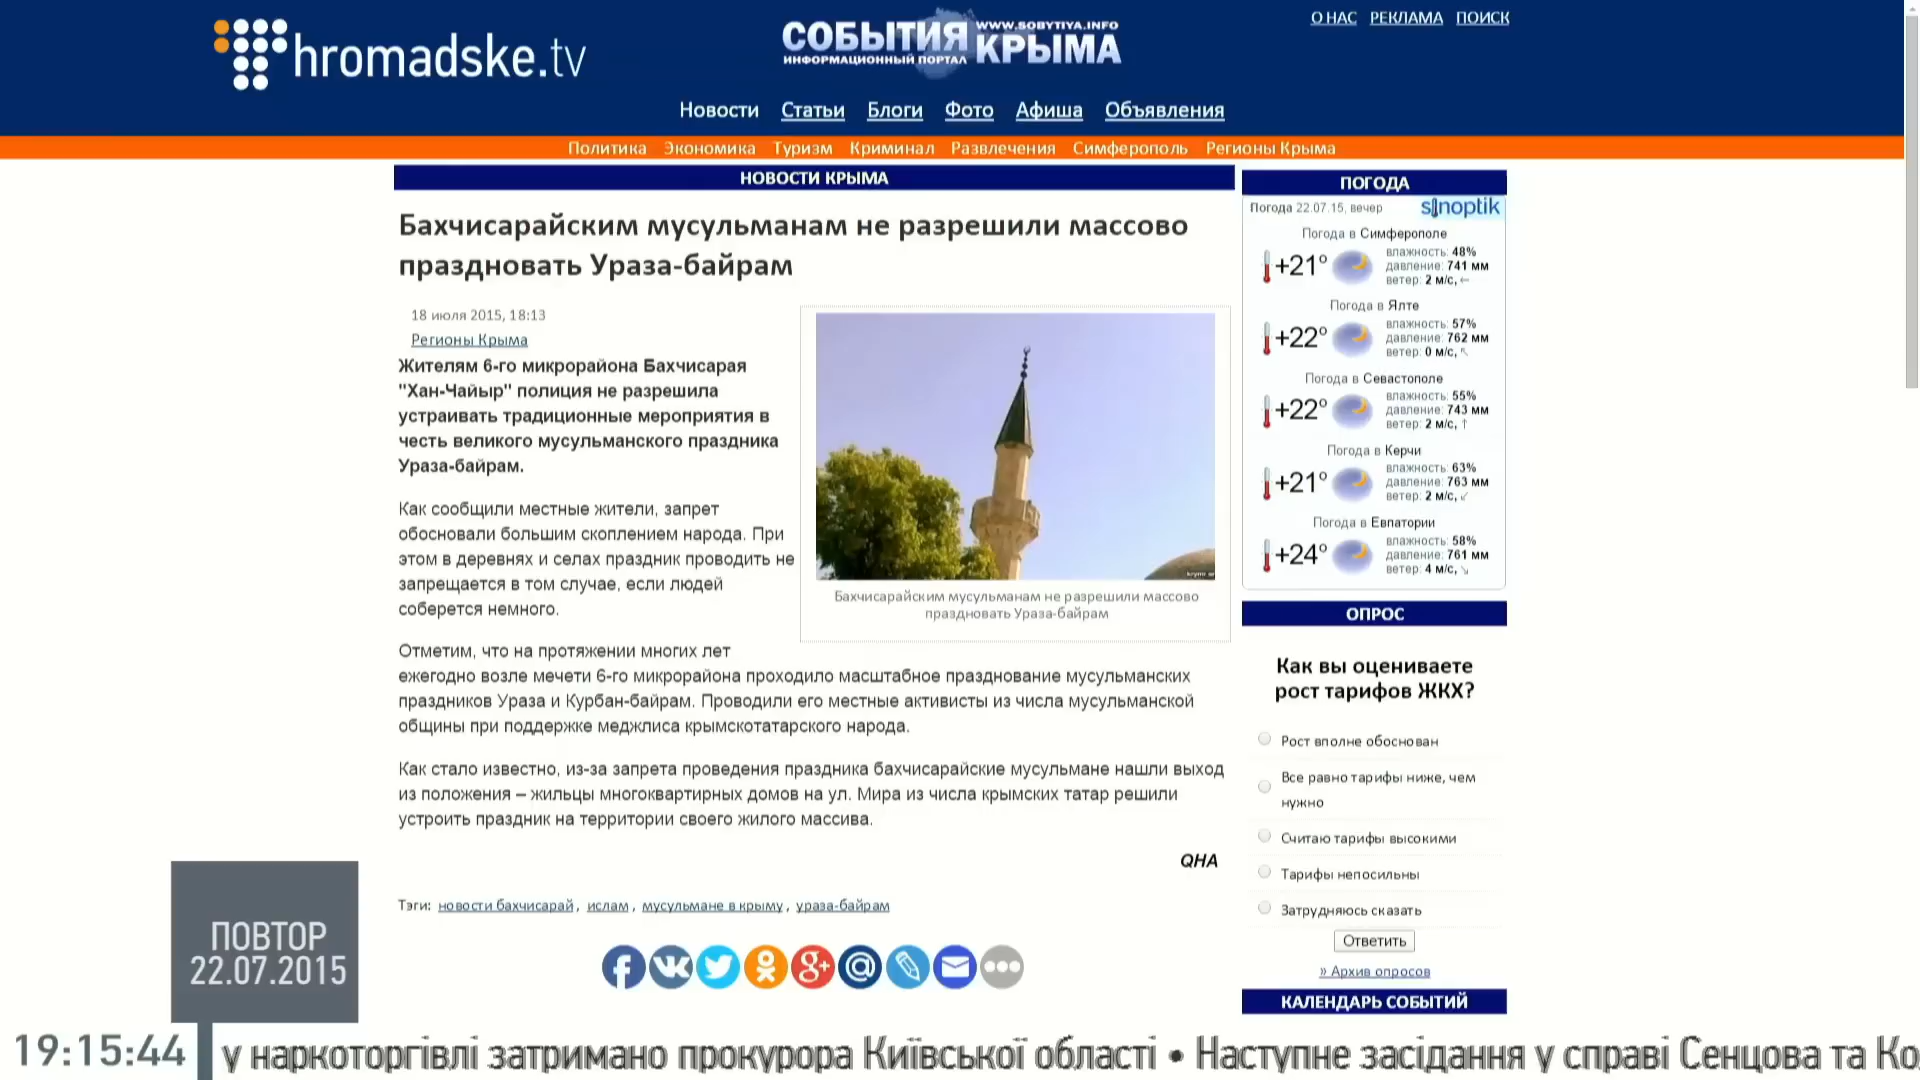 hromadske.tv
СОБЫТИЯ WWW.SOBYTIYA.INFO
КРЫМА
ИНФОРМАЦИОННЫЙ ПОРТАЛ
О НАС РЕКЛАМА ПОИСК
Новости Статьи Блоги Фото Афиша Объявления
Политика Экономика Туризм Криминал Развлечения Симферополь Регионы Крыма
НОВОСТИ КРЫМА
Бахчисарайским мусульманам не разрешили массово
праздновать Ураза-байрам
18 июля 2015, 18:13
Регионы Крыма
Жителям 6-го микрорайона Бахчисарая
"Хан-Чайыр" полиция не разрешила
устраивать традиционные мероприятия в
честь великого мусульманского праздника
Ураза-байрам.
Как сообщили местные жители, запрет
обосновали большим скоплением народа. При
этом в деревнях и селах праздник проводить не
запрещается в том случае, если людей
соберется немного.
Бахчисарайским мусульманам не разрешили массово
праздновать Ураза-байрам
Отметим, что на протяжении многих лет
ежегодно возле мечети 6-го микрорайона проходило масштабное празднование мусульманских
праздников Ураза и Курбан-байрам. Проводили его местные активисты из числа мусульманской
общины при поддержке меджлиса крымскотатарского народа.
Как стало известно, из-за запрета проведения праздника бахчисарайские мусульмане нашли выход
из положения – жильцы многоквартирных домов на ул. Мира из числа крымских татар решили
устроить праздник на территории своего жилого массива.
QHA
Тэги: новости бахчисарай, ислам, мусульмане в крыму, ураза-байрам
ПОГОДА
Погода 22.07.15, вечер sinoptik
Погода в Симферополе
+21° влажность: 48%
давление: 741 мм
ветер: 2 м/с, ←
Погода в Ялте
+22° влажность: 57%
давление: 762 мм
ветер: 0 м/с, ↖
Погода в Севастополе
+22° влажность: 55%
давление: 743 мм
ветер: 2 м/с, ↑
Погода в Керчи
+21° влажность: 63%
давление: 763 мм
ветер: 2 м/с, ↙
Погода в Евпатории
+24° влажность: 58%
давление: 761 мм
ветер: 4 м/с, ↘
ОПРОС
Как вы оцениваете
рост тарифов ЖКХ?
Рост вполне обоснован
Все равно тарифы ниже, чем
нужно
Считаю тарифы высокими
Тарифы непосильны
Затрудняюсь сказать
Ответить
» Архив опросов
КАЛЕНДАРЬ СОБЫТИЙ
ПОВТОР
22.07.2015
19:15:44 у наркоторгівлі затримано прокурора Київської області • Наступне засідання у справі Сенцова та Ко